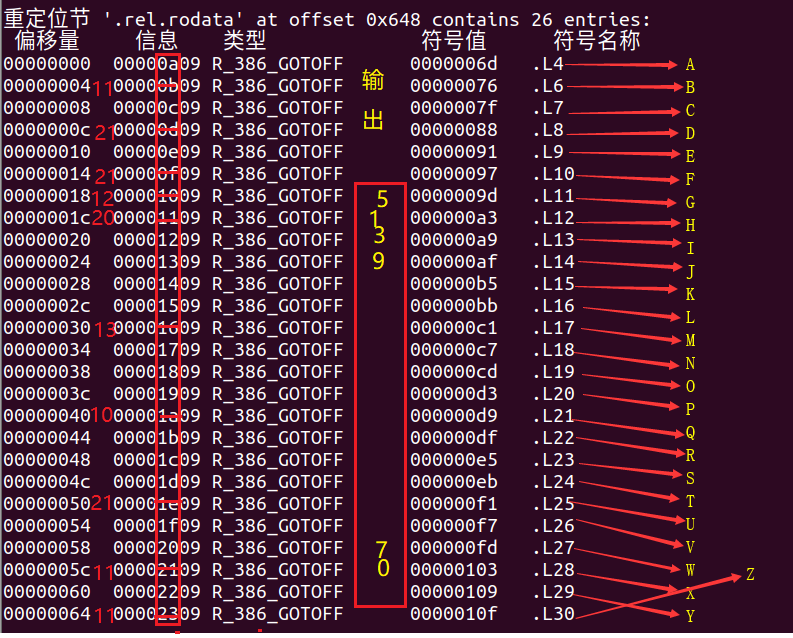 重定位节 '.rel.rodata' at offset 0x648 contains 26 entries:
偏移量 信息 类型 符号值 符号名称
00000000 00000a09 R_386_GOTOFF 0000006d .L4 A
00000004 11 00000b09 R_386_GOTOFF 输 00000076 .L6 B
00000008 00000c09 R_386_GOTOFF 0000007f .L7 C
0000000c 21 00000d09 R_386_GOTOFF 出 00000088 .L8 D
00000010 00000e09 R_386_GOTOFF 00000091 .L9 E
00000014 21 00000f09 R_386_GOTOFF 00000097 .L10 F
00000018 12 00001009 R_386_GOTOFF 5 0000009d .L11 G
0000001c 20 00001109 R_386_GOTOFF 1 000000a3 .L12 H
00000020 00001209 R_386_GOTOFF 3 000000a9 .L13 I
00000024 00001309 R_386_GOTOFF 9 000000af .L14 J
00000028 00001409 R_386_GOTOFF 000000b5 .L15 K
0000002c 00001509 R_386_GOTOFF 000000bb .L16 L
00000030 13 00001609 R_386_GOTOFF 000000c1 .L17 M
00000034 00001709 R_386_GOTOFF 000000c7 .L18 N
00000038 00001809 R_386_GOTOFF 000000cd .L19 O
0000003c 00001909 R_386_GOTOFF 000000d3 .L20 P
00000040 10 00001a09 R_386_GOTOFF 000000d9 .L21 Q
00000044 00001b09 R_386_GOTOFF 000000df .L22 R
00000048 00001c09 R_386_GOTOFF 000000e5 .L23 S
0000004c 00001d09 R_386_GOTOFF 000000eb .L24 T
00000050 21 00001e09 R_386_GOTOFF 000000f1 .L25 U
00000054 00001f09 R_386_GOTOFF 000000f7 .L26 V
00000058 00002009 R_386_GOTOFF 7 000000fd .L27 W
0000005c 11 00002109 R_386_GOTOFF 0 00000103 .L28 X
00000060 00002209 R_386_GOTOFF 00000109 .L29 Y
00000064 11 00002309 R_386_GOTOFF 0000010f .L30 Z